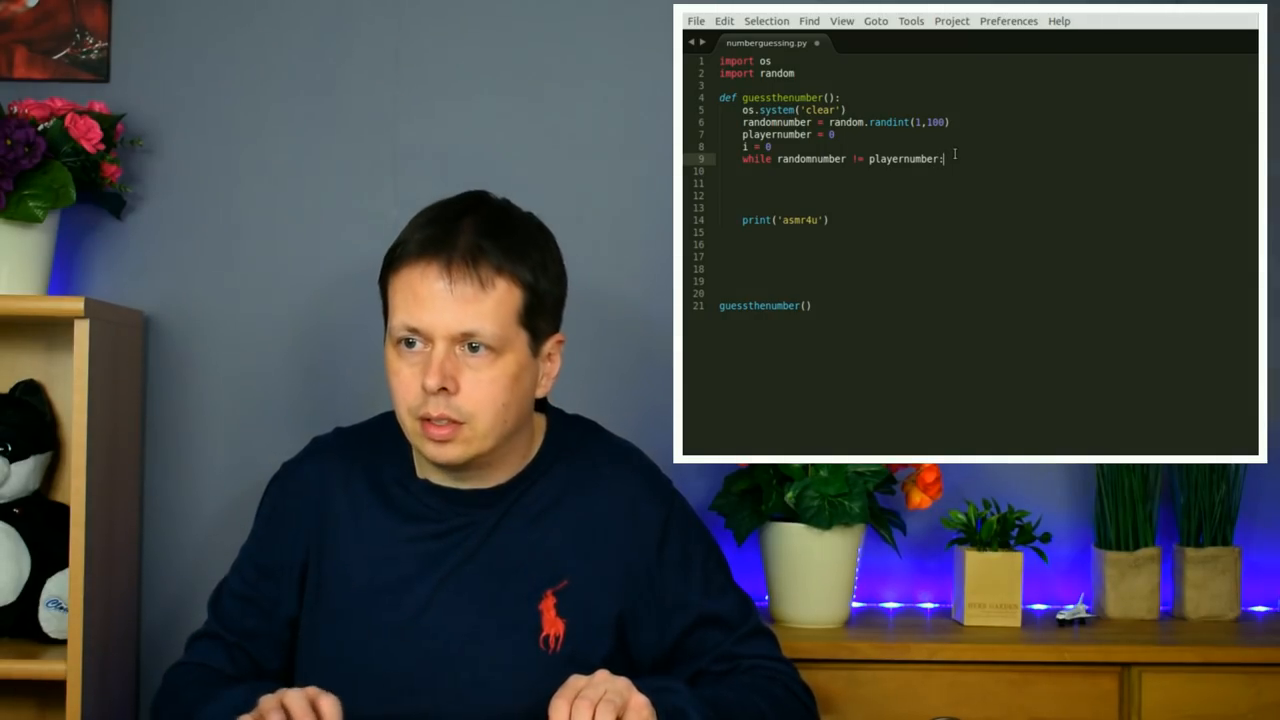 File Edit Selection Find View Goto Tools Project Preferences Help
numberguessing.py
1 import os
2 import random
3
4 def guessthenumber():
5 os.system('clear')
6 randomnumber = random.randint(1,100)
7 playernumber = 0
8 i = 0
9 while randomnumber != playernumber:
10
11
12
13
14 print('asmr4u')
15
16
17
18
19
20
21 guessthenumber()